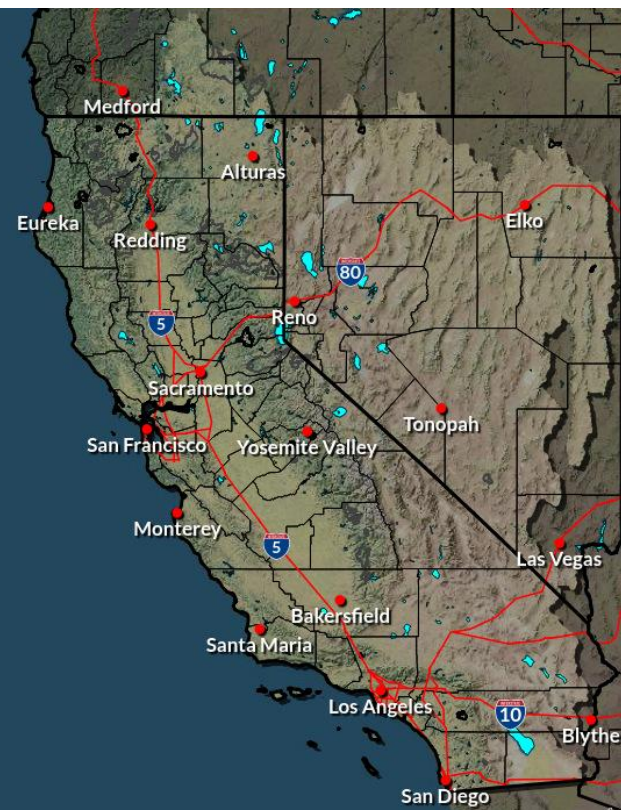 Medford
Alturas
Eureka
Redding
Elko
80
Reno
5
Sacramento
Tonopah
San Francisco
Yosemite Valley
Monterey
5
Las Vegas
Bakersfield
Santa Maria
Los Angeles
10
Blythe
San Diego